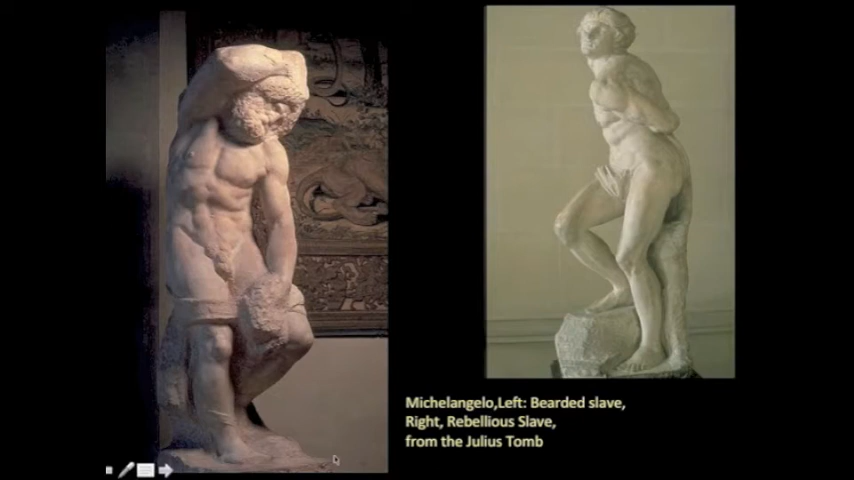 Michelangelo,Left: Bearded slave,
Right, Rebellious Slave,
from the Julius Tomb